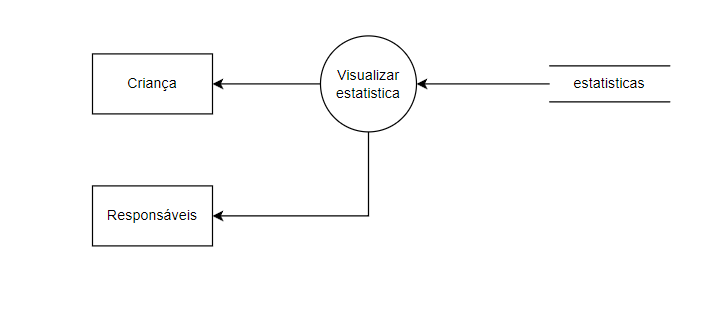 Criança
Visualizar
estatistica
estatisticas
Responsáveis